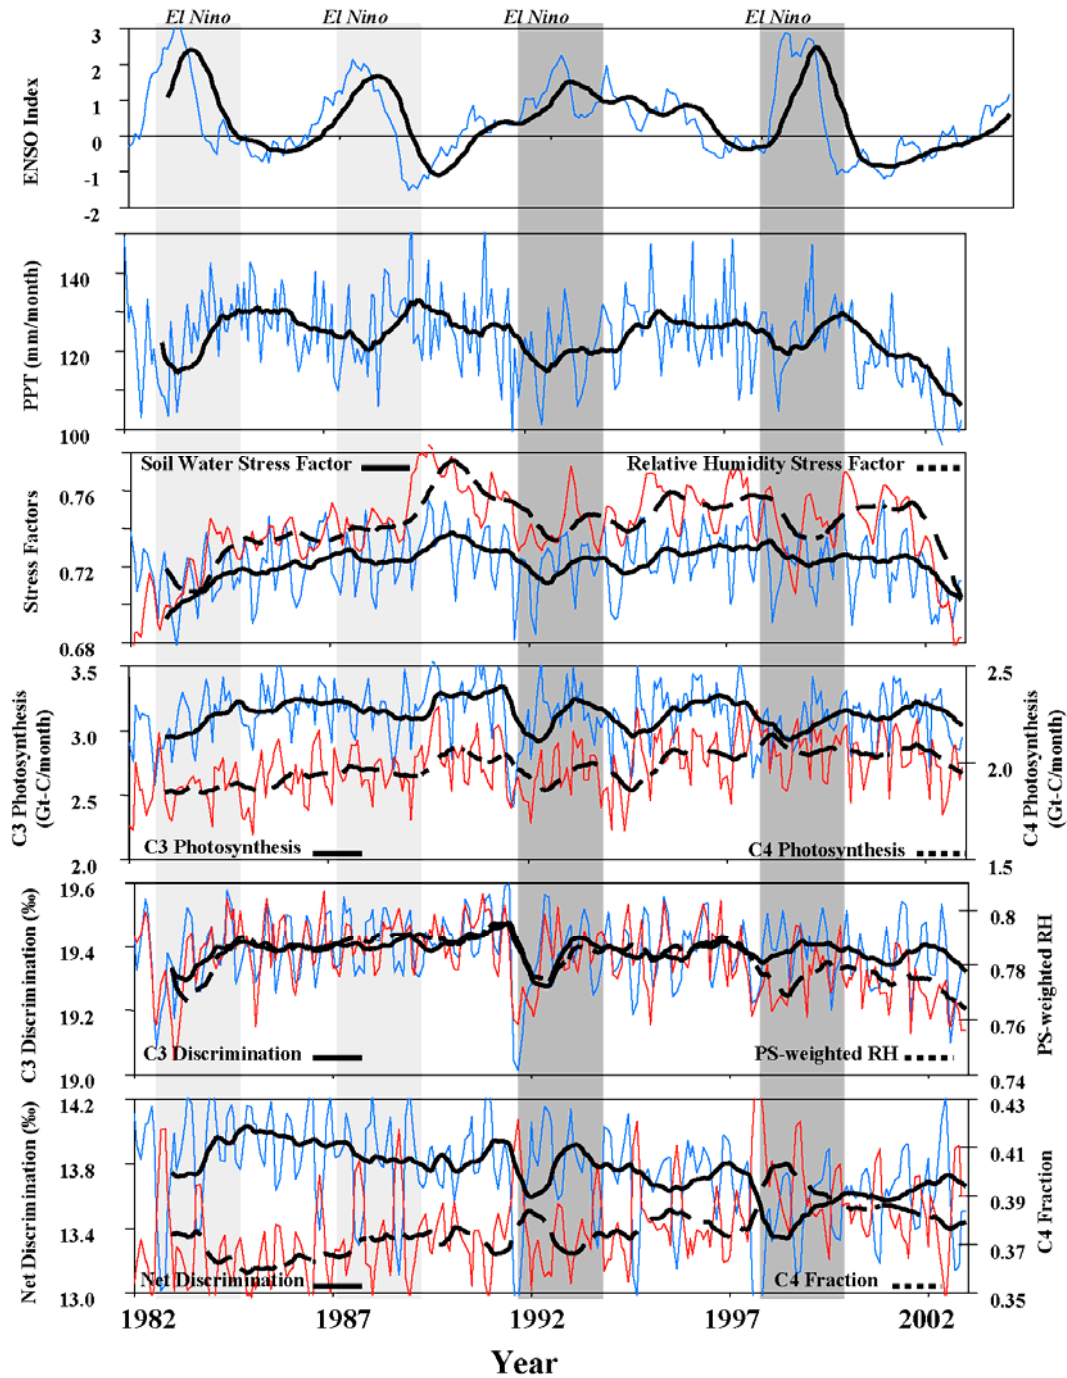 El Nino El Nino El Nino El Nino
ENSO Index
3
2
1
0
-1
-2
PPT (mm/month)
140
120
100
Soil Water Stress Factor Relative Humidity Stress Factor
Stress Factors
0.76
0.72
0.68
C3 Photosynthesis
(Gt-C/month)
3.5
3.0
2.5
2.0
2.5
2.0
1.5
C4 Photosynthesis
(Gt-C/month)
C3 Photosynthesis C4 Photosynthesis
C3 Discrimination (‰)
19.6
19.4
19.2
19.0
0.8
0.78
0.76
0.74
PS-weighted RH
C3 Discrimination PS-weighted RH
Net Discrimination (‰)
14.2
13.8
13.4
13.0
0.43
0.41
0.39
0.37
0.35
C4 Fraction
Net Discrimination C4 Fraction
1982 1987 1992 1997 2002
Year